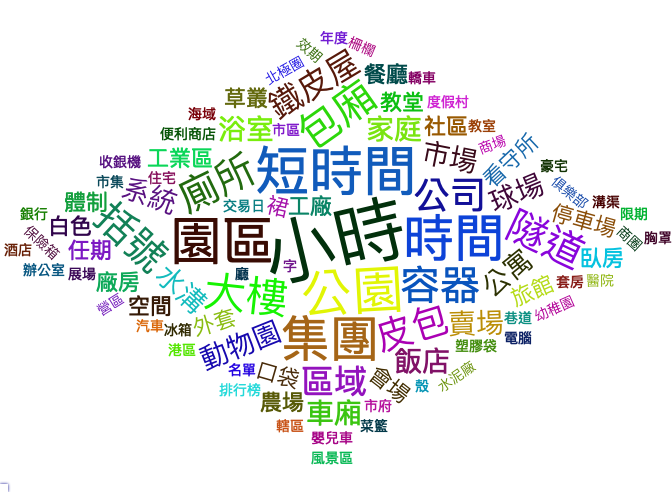 年度
柵欄
效期
北極圈
鐵皮屋
餐廳
轎車
草叢
包廂
教堂
度假村
海域
浴室
市區
家庭
社區
教室
便利商店
收銀機
工業區
短時間
市場
商場
看守所
豪宅
市集
住宅
系統
廁所
公司
球場
俱樂部
溝渠
體制
交易日
裙
工廠
銀行
括號
小時
停車場
限期
白色
園區
時間
隧道
商圈
胸罩
保險箱
酒店
任期
臥房
辦公室
展場
廠房
水溝
廳
字
公園
容器
公寓
套房
醫院
營區
空間
大樓
旅館
幼稚園
汽車
冰箱
外套
動物園
集團
皮包
賣場
巷道
電腦
港區
塑膠袋
飯店
名單
口袋
區域
會場
殼
水泥廠
排行榜
農場
車廂
市府
轄區
菜籃
嬰兒車
風景區